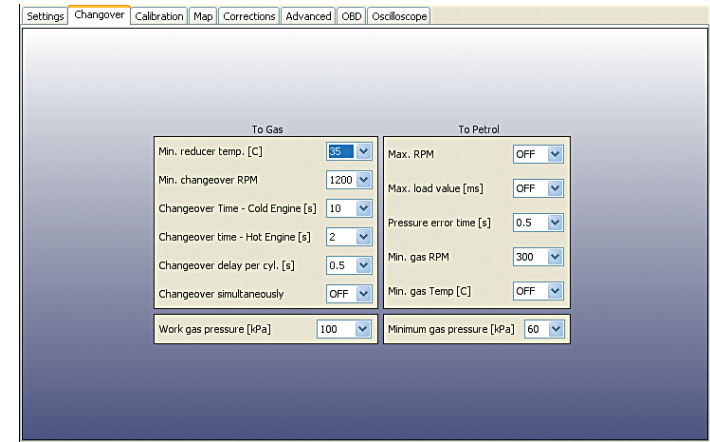 Settings Changover Calibration Map Corrections Advanced OBD Oscilloscope
To Gas
Min. reducer temp. [C] 35
Min. changeover RPM 1200
Changeover Time - Cold Engine [s] 10
Changeover time - Hot Engine [s] 2
Changeover delay per cyl. [s] 0.5
Changeover simultaneously OFF
Work gas pressure [kPa] 100
To Petrol
Max. RPM OFF
Max. load value [ms] OFF
Pressure error time [s] 0.5
Min. gas RPM 300
Min. gas Temp [C] OFF
Minimum gas pressure [kPa] 60